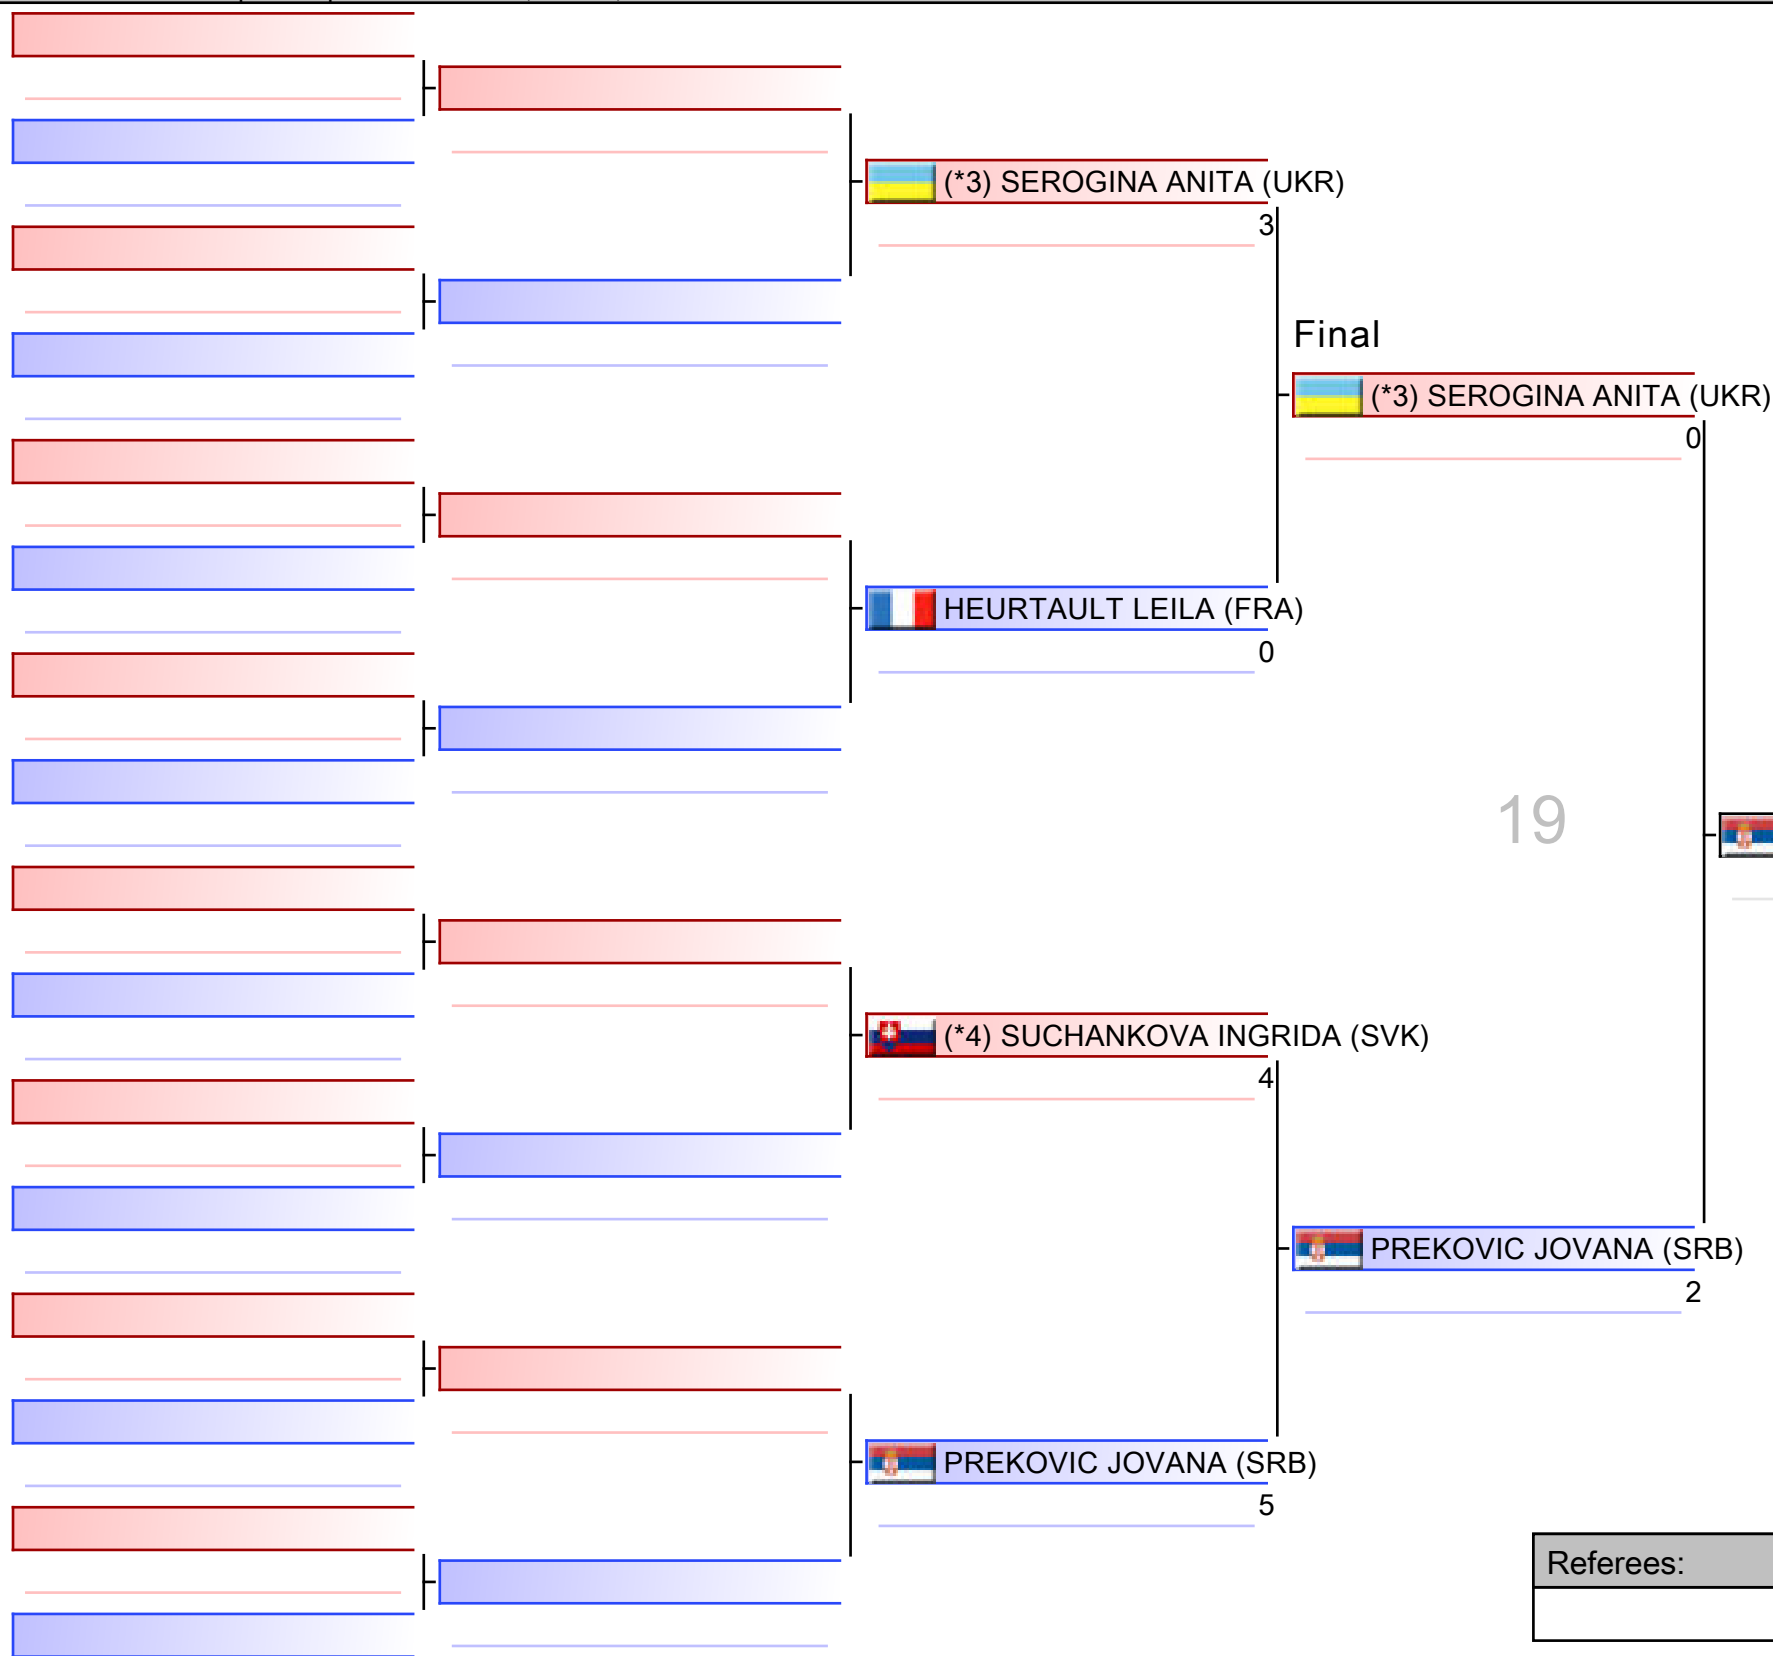 (*3) SEROGINA ANITA (UKR)
3
Final
(*3) SEROGINA ANITA (UKR)
0
HEURTAULT LEILA (FRA)
0
19
(*4) SUCHANKOVA INGRIDA (SVK)
4
PREKOVIC JOVANA (SRB)
2
PREKOVIC JOVANA (SRB)
5
Referees: